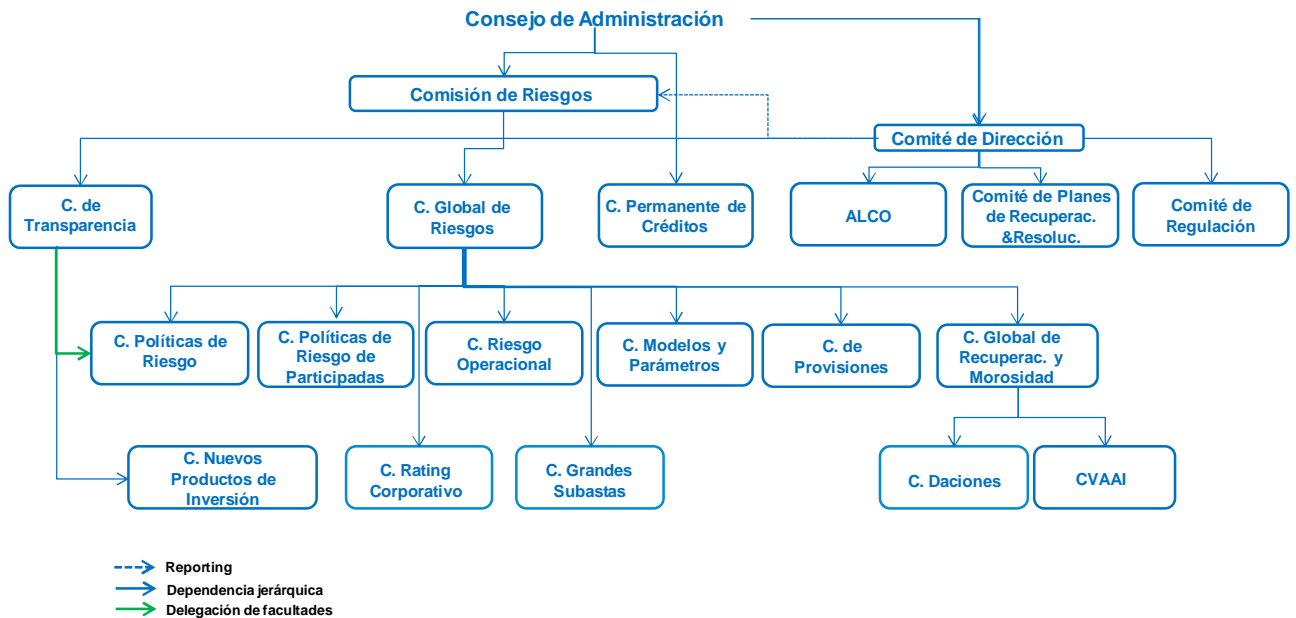 Consejo de Administración
Comisión de Riesgos
Comité de Dirección
C. de
Transparencia
C. Global de
Riesgos
C. Permanente de
Créditos
ALCO
Comité de Planes
de Recuperac.
&Resoluc.
Comité de
Regulación
C. Políticas de
Riesgo
C. Políticas de
Riesgo de
Participadas
C. Riesgo
Operacional
C. Modelos y
Parámetros
C. de
Provisiones
C. Global de
Recuperac. y
Morosidad
C. Nuevos
Productos de
Inversión
C. Rating
Corporativo
C. Grandes
Subastas
C. Daciones
CVAAI
Reporting
Dependencia jerárquica
Delegación de facultades